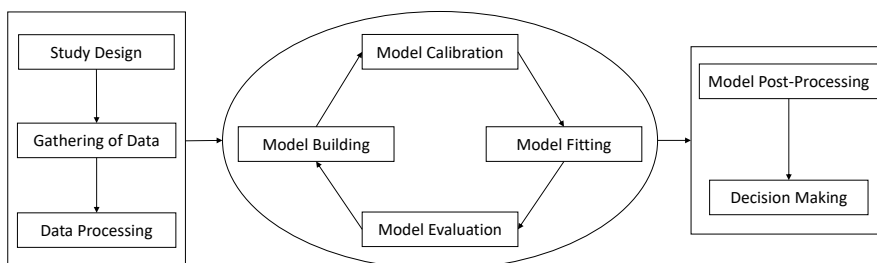 Study Design
Gathering of Data
Data Processing
Model Calibration
Model Building
Model Fitting
Model Evaluation
Model Post-Processing
Decision Making